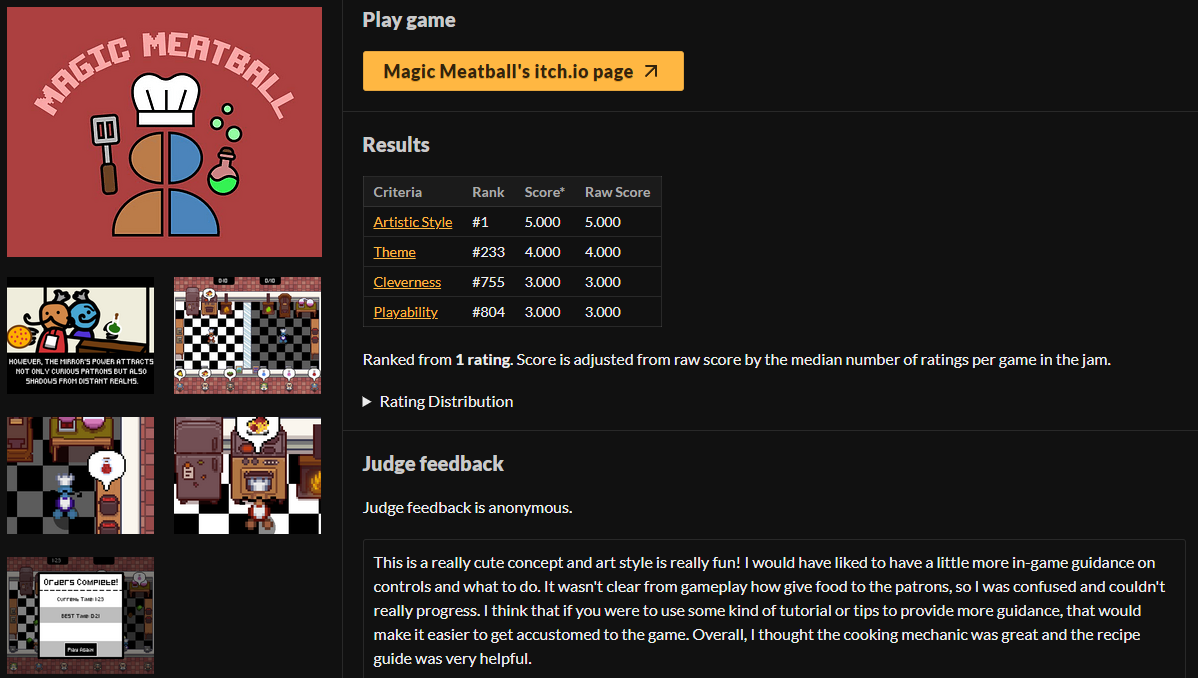 MAGIC MEATBALL
HOWEVER, THE MIRROR'S POWER ATTRACTS
NOT ONLY CURIOUS PATRONS BUT ALSO
SHADOWS FROM DISTANT REALMS.
0/10 0/10
Orders Complete!
Current Time: 1:23
BEST Time: 0:21
Play Again
Play game
Magic Meatball's itch.io page ↗
Results
Criteria Rank Score* Raw Score
Artistic Style #1 5.000 5.000
Theme #233 4.000 4.000
Cleverness #755 3.000 3.000
Playability #804 3.000 3.000
Ranked from 1 rating. Score is adjusted from raw score by the median number of ratings per game in the jam.
▶ Rating Distribution
Judge feedback
Judge feedback is anonymous.
This is a really cute concept and art style is really fun! I would have liked to have a little more in-game guidance on
controls and what to do. It wasn't clear from gameplay how give food to the patrons, so I was confused and couldn't
really progress. I think that if you were to use some kind of tutorial or tips to provide more guidance, that would
make it easier to get accustomed to the game. Overall, I thought the cooking mechanic was great and the recipe
guide was very helpful.